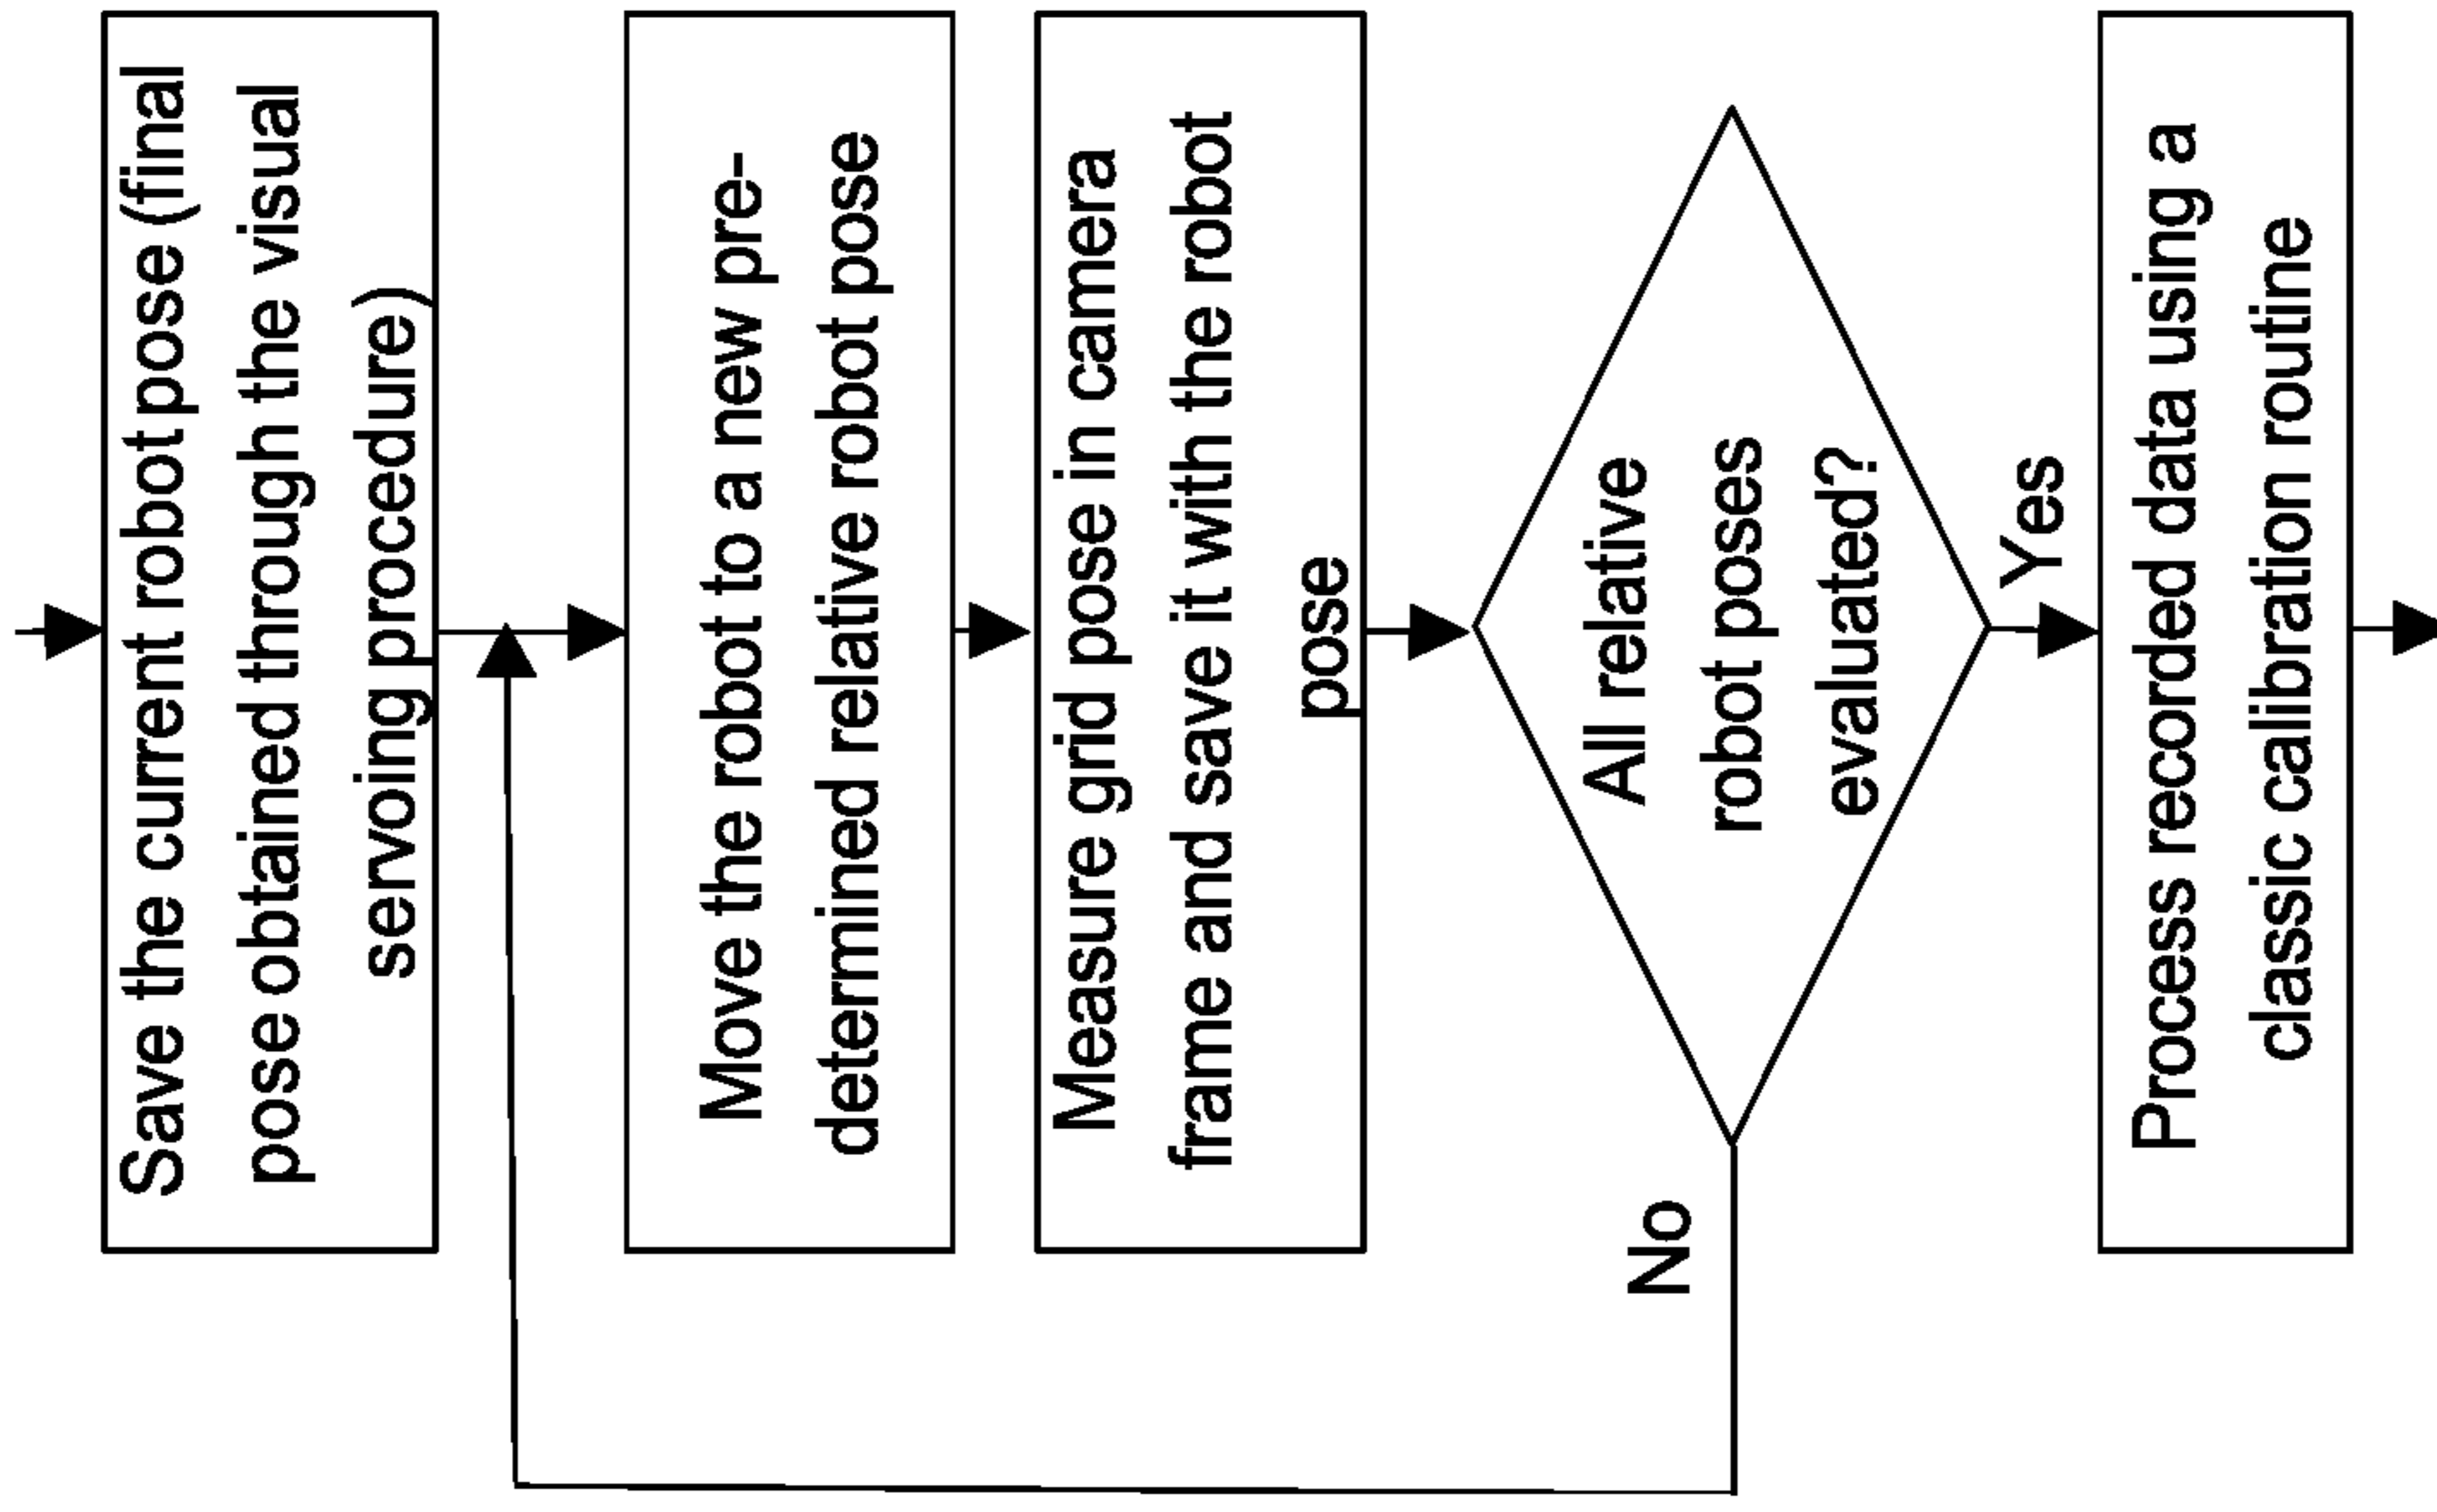 Save the current robot pose (final
pose obtained through the visual
servoing procedure)
Move the robot to a new pre-
determined relative robot pose
Measure grid pose in camera
frame and save it with the robot
pose
All relative
robot poses
evaluated?
No
Yes
Process recorded data using a
classic calibration routine